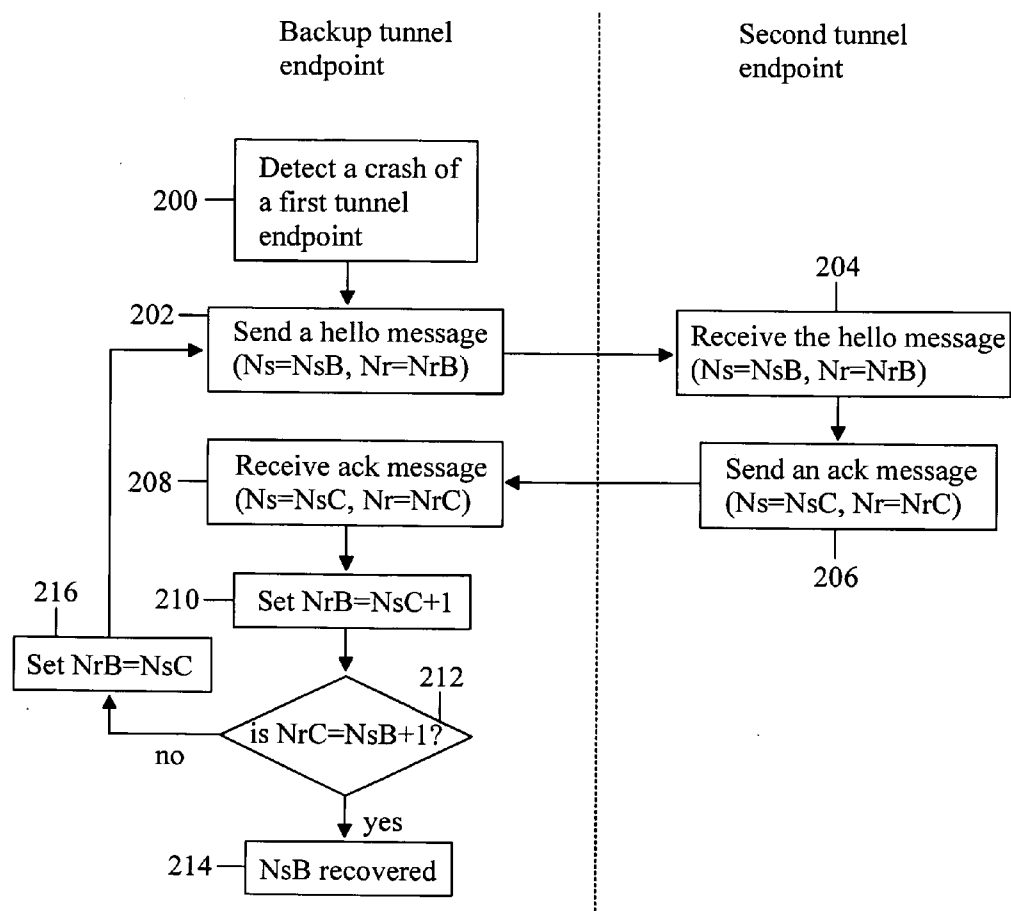 Backup tunnel
endpoint
Second tunnel
endpoint
200
Detect a crash of
a first tunnel
endpoint
202
Send a hello message
(Ns=NsB, Nr=NrB)
204
Receive the hello message
(Ns=NsB, Nr=NrB)
208
Receive ack message
(Ns=NsC, Nr=NrC)
Send an ack message
(Ns=NsC, Nr=NrC)
206
210
Set NrB=NsC+1
216
Set NrB=NsC
212
is NrC=NsB+1?
no
yes
214
NsB recovered